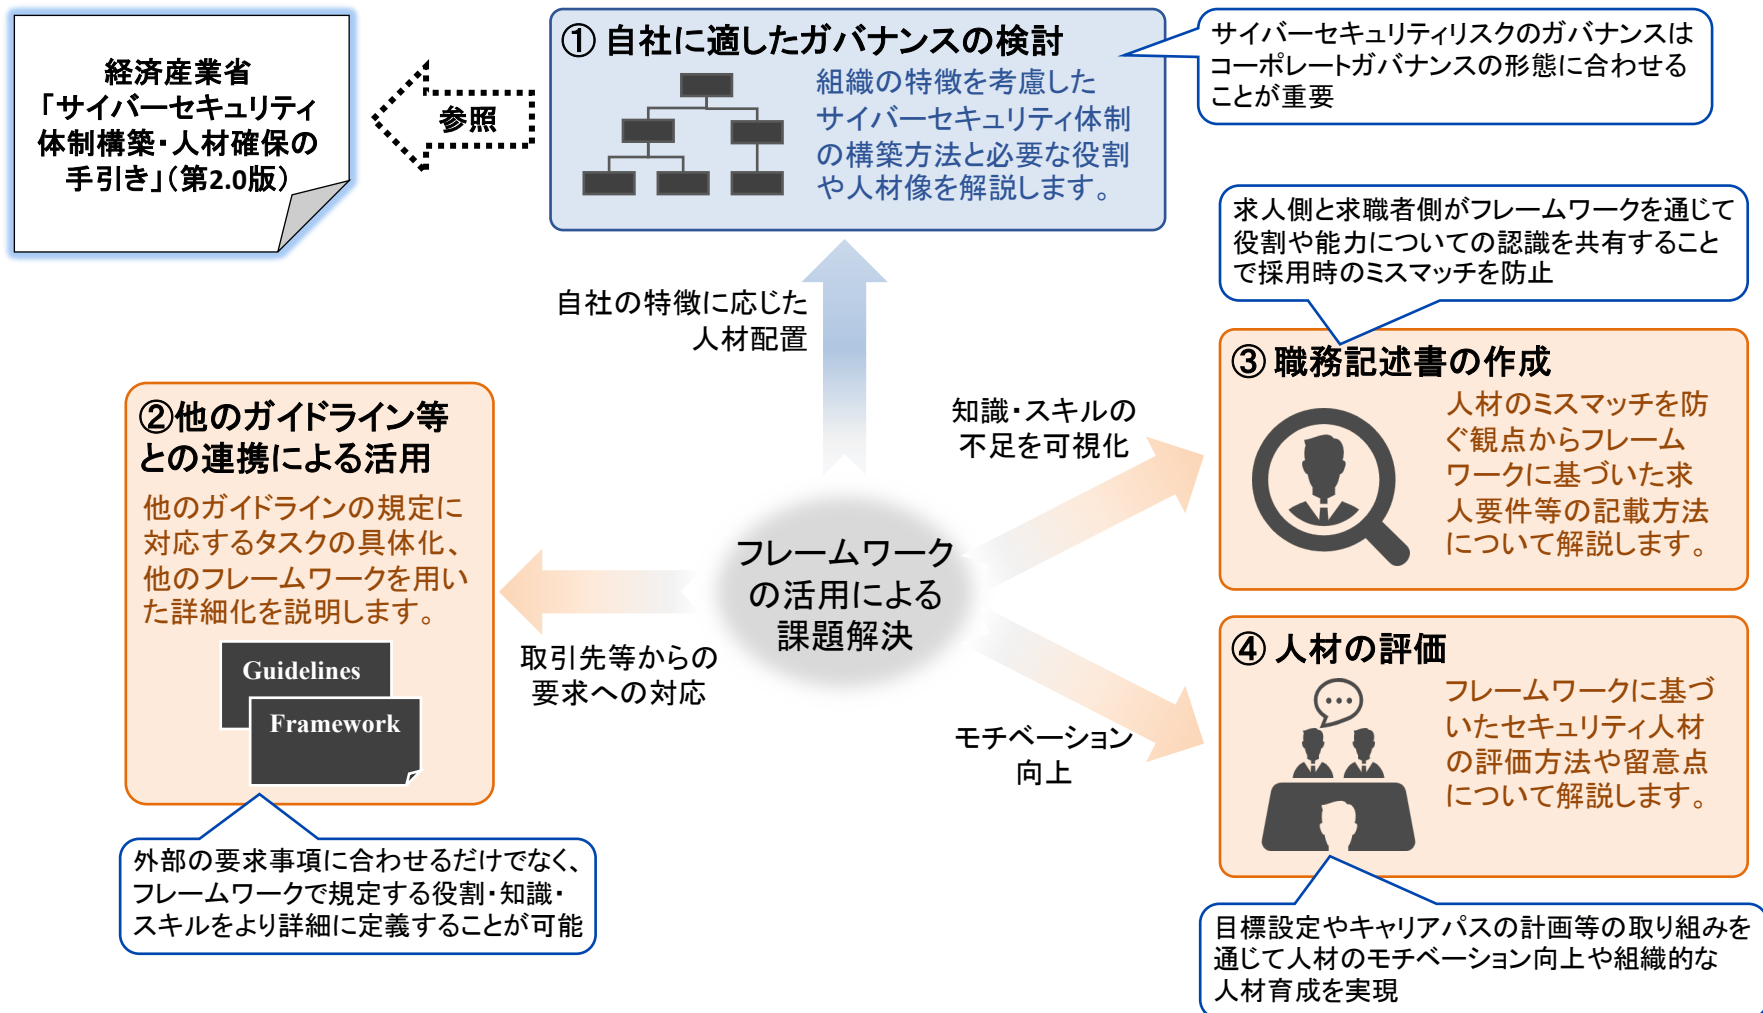 経済産業省
「サイバーセキュリティ
体制構築・人材確保の
手引き」（第2.0版）
参照
① 自社に適したガバナンスの検討
組織の特徴を考慮した
サイバーセキュリティ体制
の構築方法と必要な役割
や人材像を解説します。
サイバーセキュリティリスクのガバナンスは
コーポレートガバナンスの形態に合わせる
ことが重要
自社の特徴に応じた
人材配置
求人側と求職者側がフレームワークを通じて
役割や能力についての認識を共有すること
で採用時のミスマッチを防止
③ 職務記述書の作成
人材のミスマッチを防
ぐ観点からフレーム
ワークに基づいた求
人要件等の記載方法
について解説します。
知識・スキルの
不足を可視化
②他のガイドライン等
との連携による活用
他のガイドラインの規定に
対応するタスクの具体化、
他のフレームワークを用い
た詳細化を説明します。
Guidelines
Framework
取引先等からの
要求への対応
フレームワーク
の活用による
課題解決
モチベーション
向上
④ 人材の評価
フレームワークに基づ
いたセキュリティ人材
の評価方法や留意点
について解説します。
外部の要求事項に合わせるだけでなく、
フレームワークで規定する役割・知識・
スキルをより詳細に定義することが可能
目標設定やキャリアパスの計画等の取り組みを
通じて人材のモチベーション向上や組織的な
人材育成を実現